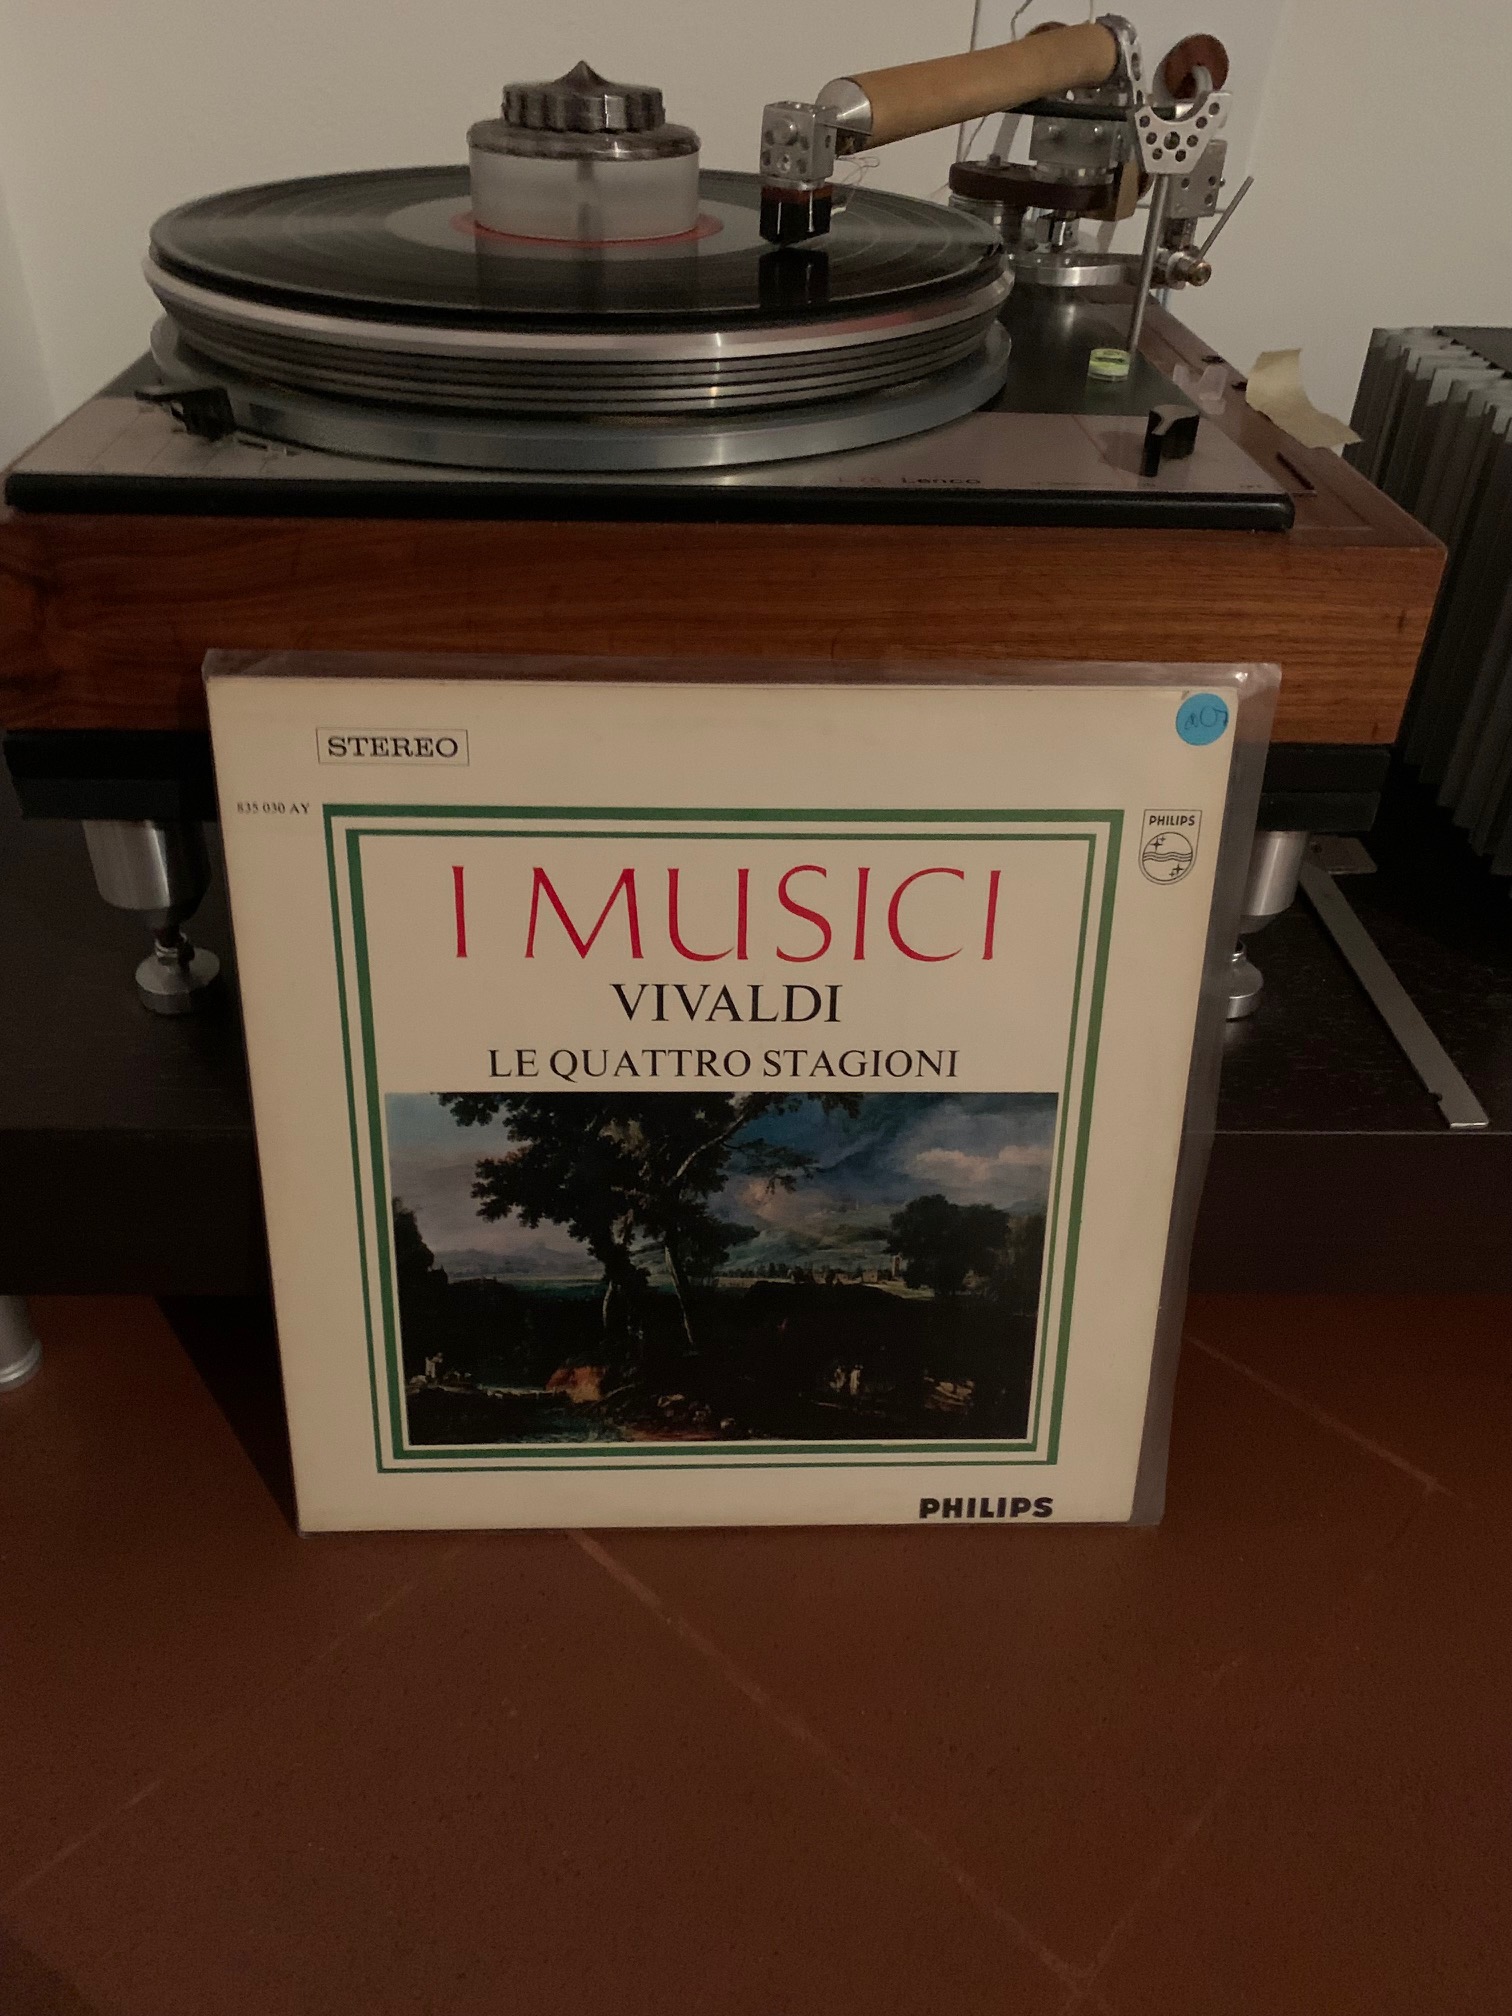 Lenco
STEREO
835 030 AY
PHILIPS
I MUSICI
VIVALDI
LE QUATTRO STAGIONI
PHILIPS